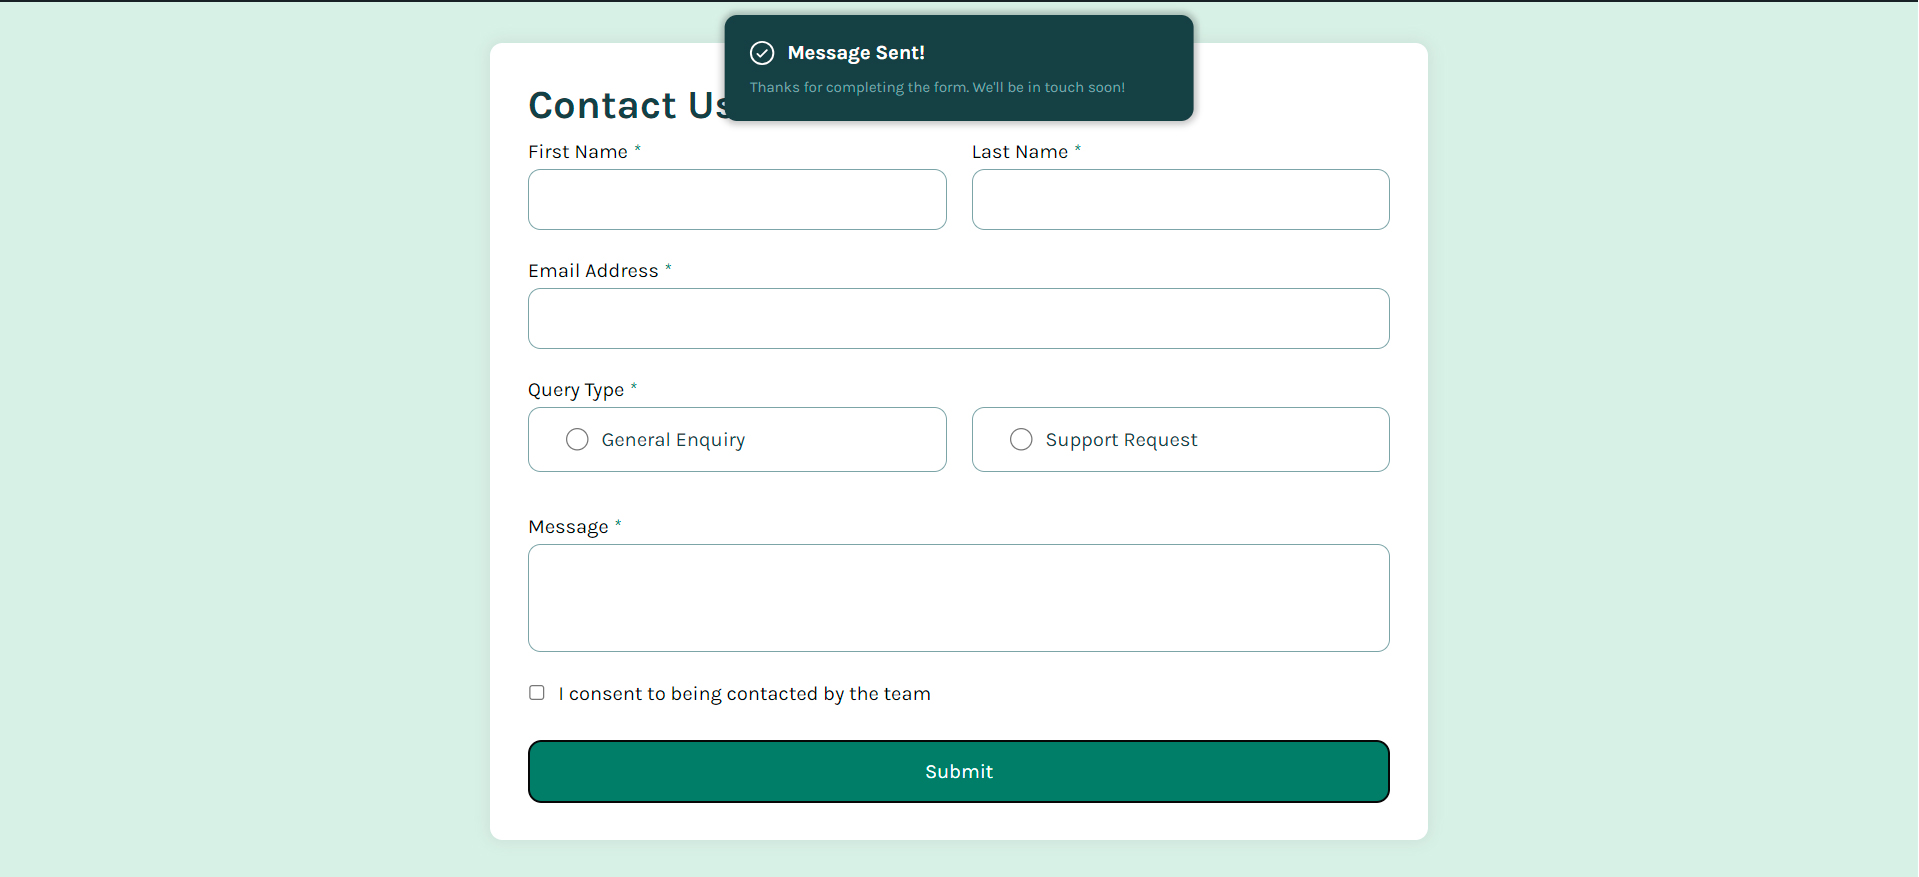 Message Sent!
Thanks for completing the form. We'll be in touch soon!
Contact Us
First Name *
Last Name *
Email Address *
Query Type *
General Enquiry
Support Request
Message *
I consent to being contacted by the team
Submit